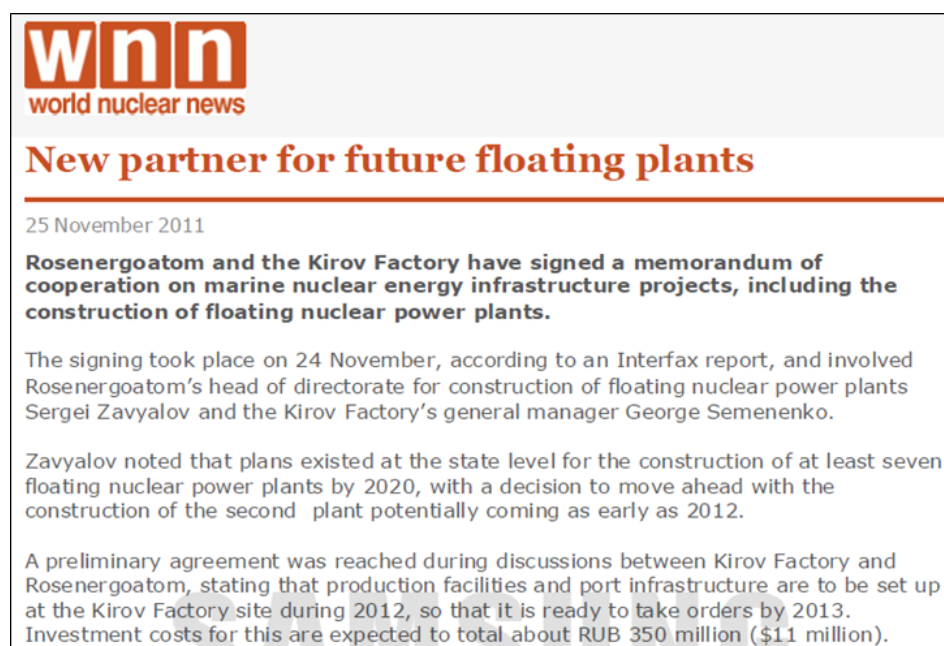 wnn
world nuclear news
New partner for future floating plants
25 November 2011
Rosenergoatom and the Kirov Factory have signed a memorandum of
cooperation on marine nuclear energy infrastructure projects, including the
construction of floating nuclear power plants.
The signing took place on 24 November, according to an Interfax report, and involved
Rosenergoatom's head of directorate for construction of floating nuclear power plants
Sergei Zavyalov and the Kirov Factory's general manager George Semenenko.
Zavyalov noted that plans existed at the state level for the construction of at least seven
floating nuclear power plants by 2020, with a decision to move ahead with the
construction of the second plant potentially coming as early as 2012.
A preliminary agreement was reached during discussions between Kirov Factory and
Rosenergoatom, stating that production facilities and port infrastructure are to be set up
at the Kirov Factory site during 2012, so that it is ready to take orders by 2013.
Investment costs for this are expected to total about RUB 350 million ($11 million).
SAMSUNG